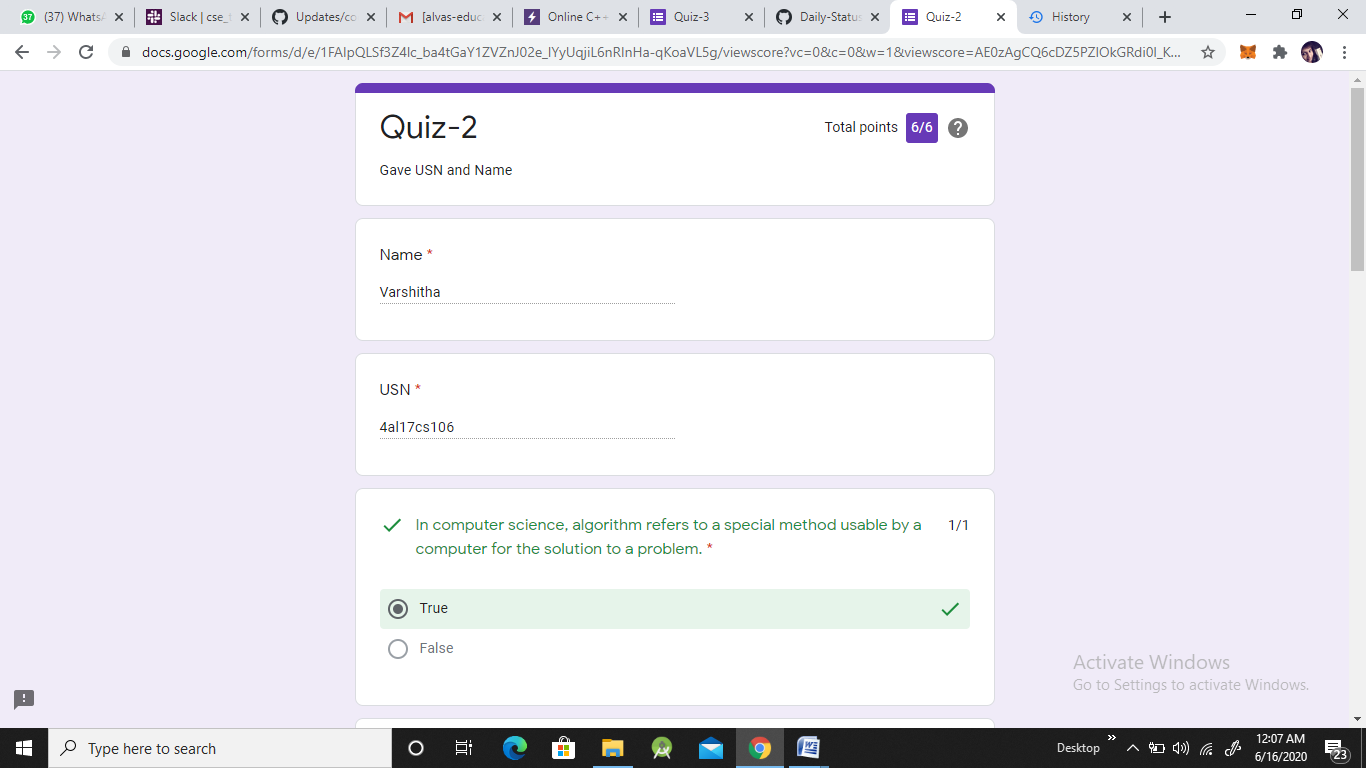 (37) WhatsA
Slack | cse_t
Updates/co
[alvas-educ
Online C++
Quiz-3
Daily-Status
Quiz-2
History
docs.google.com/forms/d/e/1FAIpQLSf3Z4lc_ba4tGaY1ZVZnJ02e_lYyUqjiL6nRlnHa-qKoaVL5g/viewscore?vc=0&c=0&w=1&viewscore=AE0zAgCQ6cDZ5PZlOkGRdi0l_K...
Quiz-2
Total points 6/6
Gave USN and Name
Name *
Varshitha
USN *
4al17cs106
In computer science, algorithm refers to a special method usable by a 1/1
computer for the solution to a problem. *
True
False
Activate Windows
Go to Settings to activate Windows.
Type here to search
Desktop
12:07 AM
6/16/2020
23